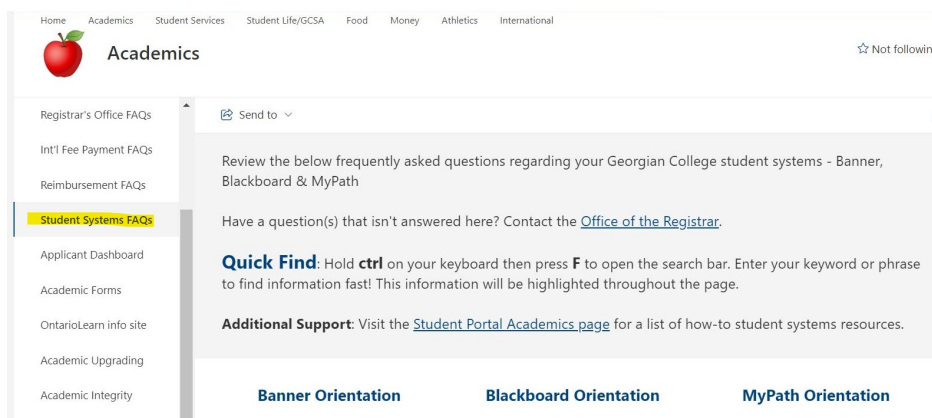 Home Academics Student Services Student Life/GCSA Food Money Athletics International
Academics
Not followin
Registrar's Office FAQs
Int'l Fee Payment FAQs
Reimbursement FAQs
Student Systems FAQs
Applicant Dashboard
Academic Forms
OntarioLearn info site
Academic Upgrading
Academic Integrity
Send to
Review the below frequently asked questions regarding your Georgian College student systems - Banner,
Blackboard & MyPath
Have a question(s) that isn't answered here? Contact the Office of the Registrar.
Quick Find: Hold ctrl on your keyboard then press F to open the search bar. Enter your keyword or phrase
to find information fast! This information will be highlighted throughout the page.
Additional Support: Visit the Student Portal Academics page for a list of how-to student systems resources.
Banner Orientation Blackboard Orientation MyPath Orientation